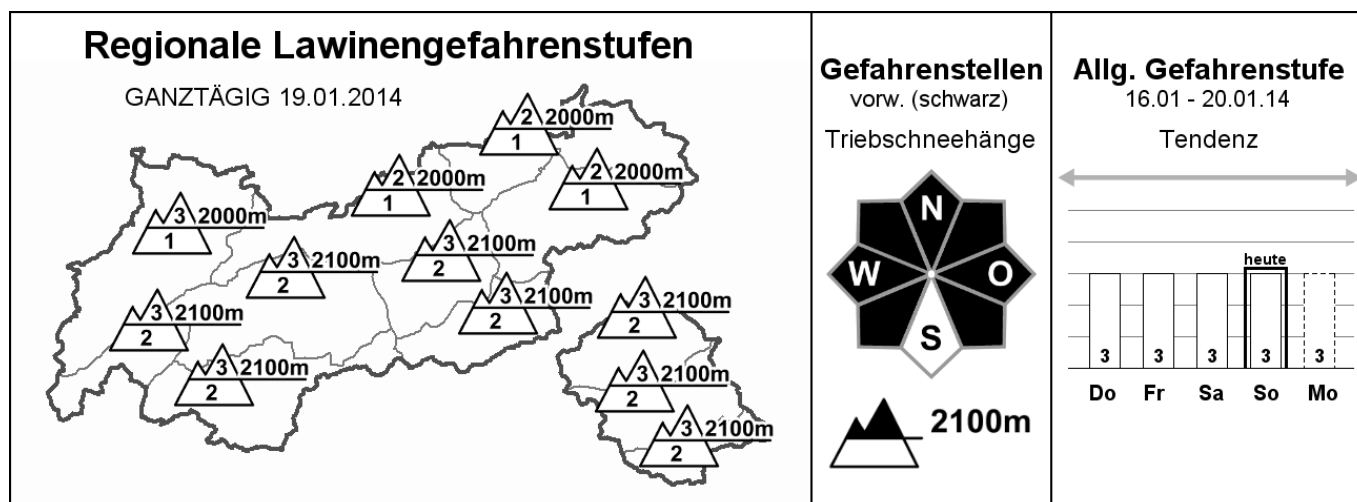 Regionale Lawinengefahrenstufen
GANZTÄGIG 19.01.2014
2 2000m
1
2 2000m
1
2 2000m
1
3 2000m
1
3 2100m
2
3 2100m
2
3 2100m
2
3 2100m
2
3 2100m
2
3 2100m
2
3 2100m
2
3 2100m
2
Gefahrenstellen
vorw. (schwarz)
Triebschneehänge
N
W O
S
2100m
Allg. Gefahrenstufe
16.01 - 20.01.14
Tendenz
heute
3 3 3 3 3
Do Fr Sa So Mo